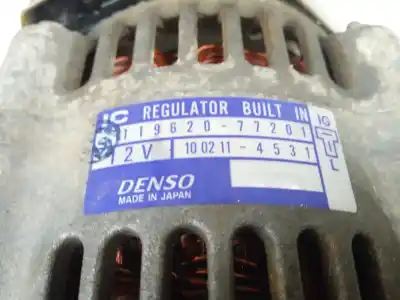 IC REGULATOR BUILT IN
119620-77201
12V 100211-4531
IG
L
DENSO
MADE IN JAPAN